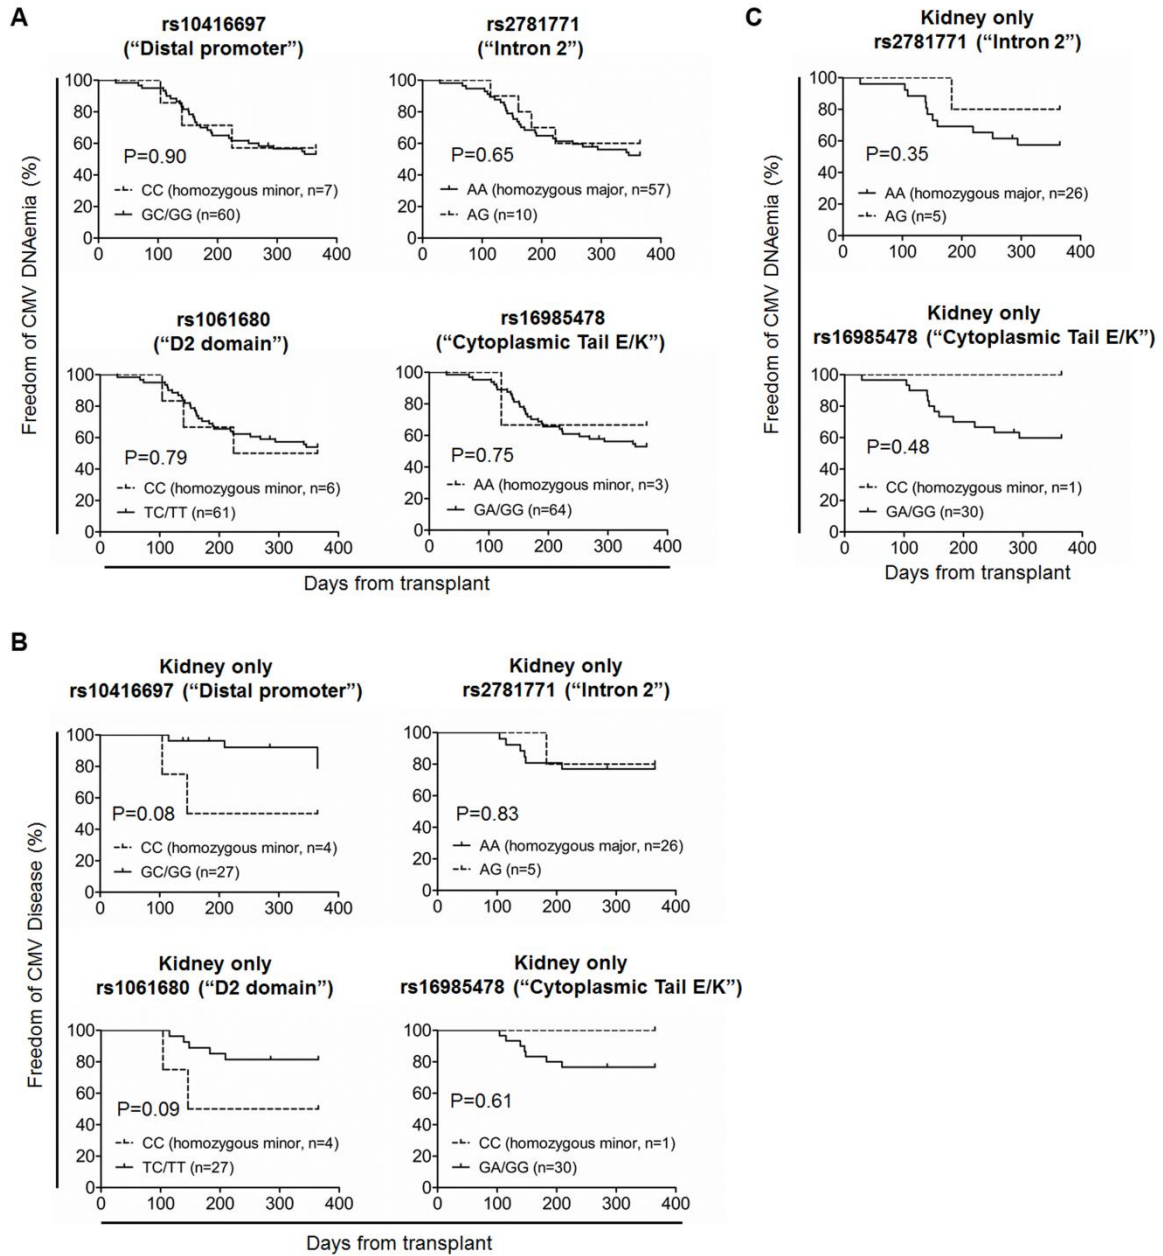 A
rs10416697
(“Distal promoter”)
100
80
60
40
20
0
P=0.90
CC (homozygous minor, n=7)
GC/GG (n=60)
0 100 200 300 400
rs2781771
(“Intron 2”)
100
80
60
40
20
0
P=0.65
AA (homozygous major, n=57)
AG (n=10)
0 100 200 300 400
Freedom of CMV DNAemia (%)
rs1061680
(“D2 domain”)
100
80
60
40
20
0
P=0.79
CC (homozygous minor, n=6)
TC/TT (n=61)
0 100 200 300 400
rs16985478
(“Cytoplasmic Tail E/K”)
100
80
60
40
20
0
P=0.75
AA (homozygous minor, n=3)
GA/GG (n=64)
0 100 200 300 400
Days from transplant
C
Kidney only
rs2781771 (“Intron 2”)
100
80
60
40
20
0
P=0.35
AA (homozygous major, n=26)
AG (n=5)
0 100 200 300 400
Freedom of CMV DNAemia (%)
Kidney only
rs16985478 (“Cytoplasmic Tail E/K”)
100
80
60
40
20
0
P=0.48
CC (homozygous minor, n=1)
GA/GG (n=30)
0 100 200 300 400
Days from transplant
B
Kidney only
rs10416697 (“Distal promoter”)
100
80
60
40
20
0
P=0.08
CC (homozygous minor, n=4)
GC/GG (n=27)
0 100 200 300 400
Kidney only
rs2781771 (“Intron 2”)
100
80
60
40
20
0
P=0.83
AA (homozygous major, n=26)
AG (n=5)
0 100 200 300 400
Freedom of CMV Disease (%)
Kidney only
rs1061680 (“D2 domain”)
100
80
60
40
20
0
P=0.09
CC (homozygous minor, n=4)
TC/TT (n=27)
0 100 200 300 400
Kidney only
rs16985478 (“Cytoplasmic Tail E/K”)
100
80
60
40
20
0
P=0.61
CC (homozygous minor, n=1)
GA/GG (n=30)
0 100 200 300 400
Days from transplant